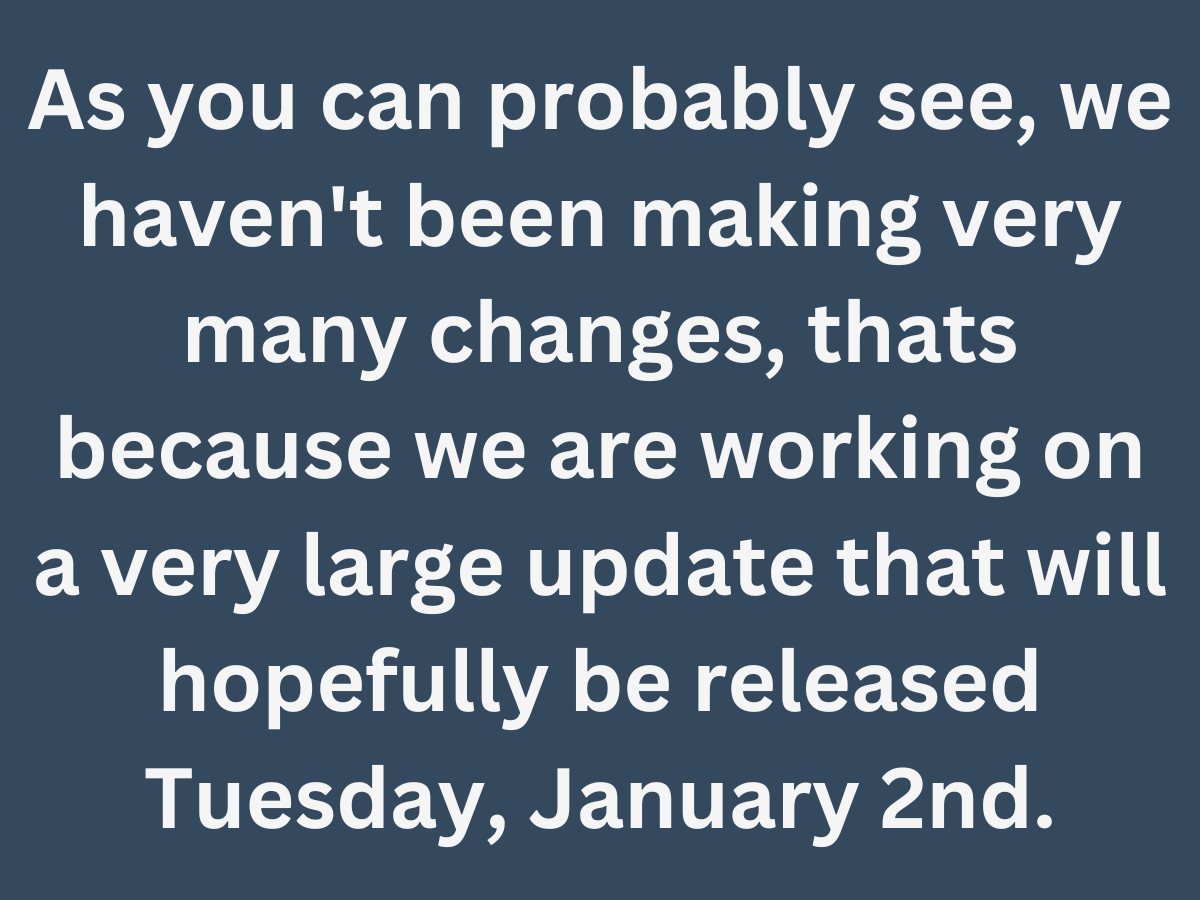 As you can probably see, we
haven't been making very
many changes, thats
because we are working on
a very large update that will
hopefully be released
Tuesday, January 2nd.